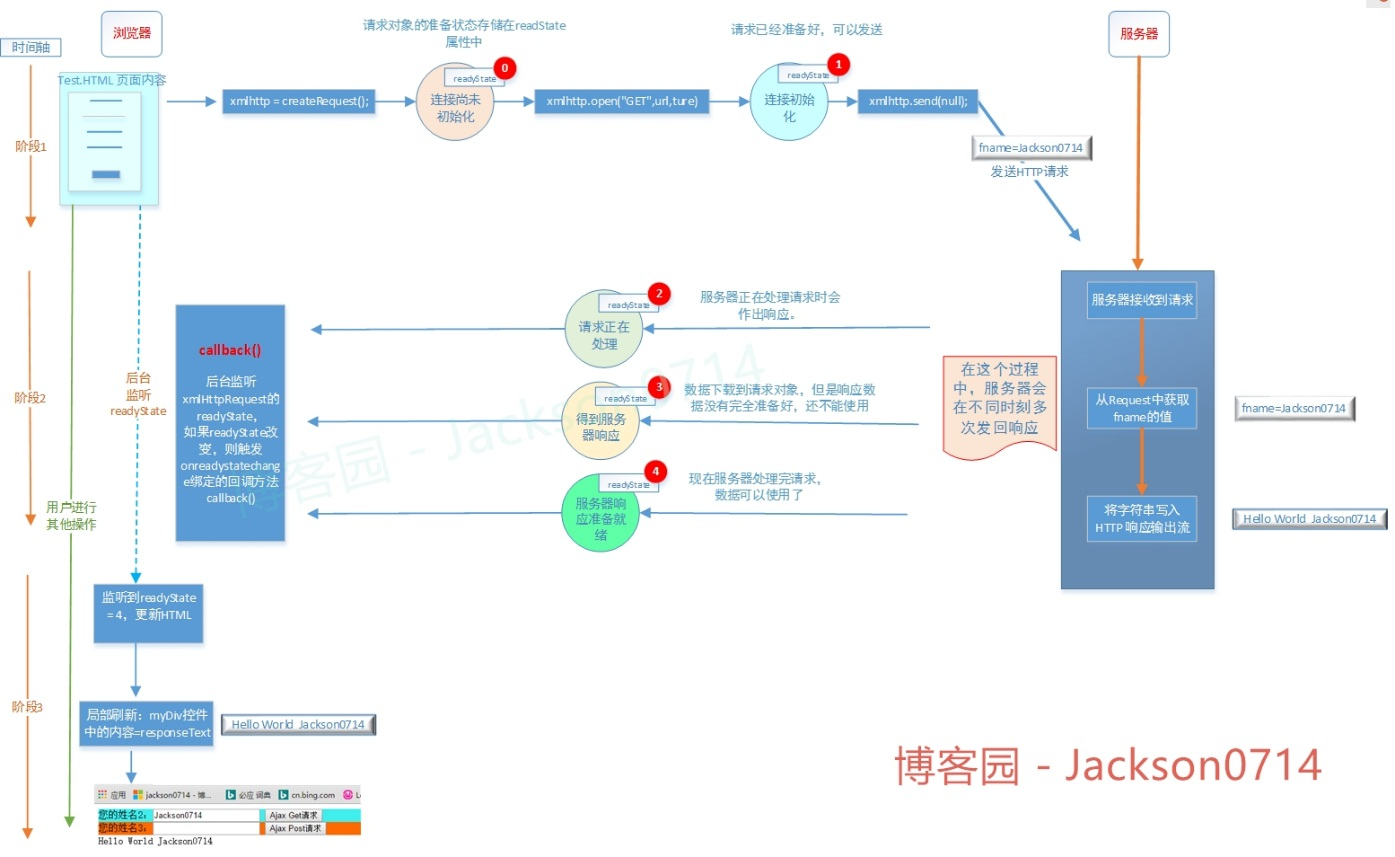 浏览器
服务器
时间轴
请求对象的准备状态存储在readState
属性中
请求已经准备好，可以发送
Test.HTML 页面内容
xmlhttp = createRequest();
readyState
0
连接尚未
初始化
xmlhttp.open("GET",url,ture)
readyState
1
连接初始
化
xmlhttp.send(null);
阶段1
fname=Jackson0714
发送HTTP请求
服务器接收到请求
readyState
2
请求正在
处理
服务器正在处理请求时会
作出响应。
callback()
后台监听
xmlHttpRequest的
readyState，
如果readyState改
变，则触发
onreadystatechang
e绑定的回调方法
callback()
后台
监听
readyState
阶段2
readyState
3
得到服务
器响应
数据下载到请求对象，但是响应数
据没有完全准备好，还不能使用
在这个过程
中，服务器会
在不同时刻多
次发回响应
从Request中获取
fname的值
fname=Jackson0714
readyState
4
服务器响
应准备就
绪
现在服务器处理完请求，
数据可以使用了
将字符串写入
HTTP 响应输出流
Hello World Jackson0714
博客园 - Jackson0714
用户进行
其他操作
监听到readyState
= 4，更新HTML
阶段3
局部刷新：myDiv控件
中的内容=responseText
Hello World Jackson0714
博客园 - Jackson0714
应用 jackson0714 - 博... 必应 词典 cn.bing.com
您的姓名2： Jackson0714 Ajax Get请求
您的姓名3： Ajax Post请求
Hello World Jackson0714